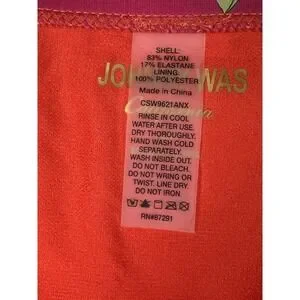 SHELL:
83% NYLON
17% ELASTANE
LINING:
100% POLYESTER
Made in China
CSW9621ANX
RINSE IN COOL
WATER AFTER USE.
DRY THOROUGHLY.
HAND WASH COLD
SEPARATELY.
WASH INSIDE OUT.
DO NOT BLEACH.
DO NOT WRING OR
TWIST. LINE DRY.
DO NOT IRON
RN#87291